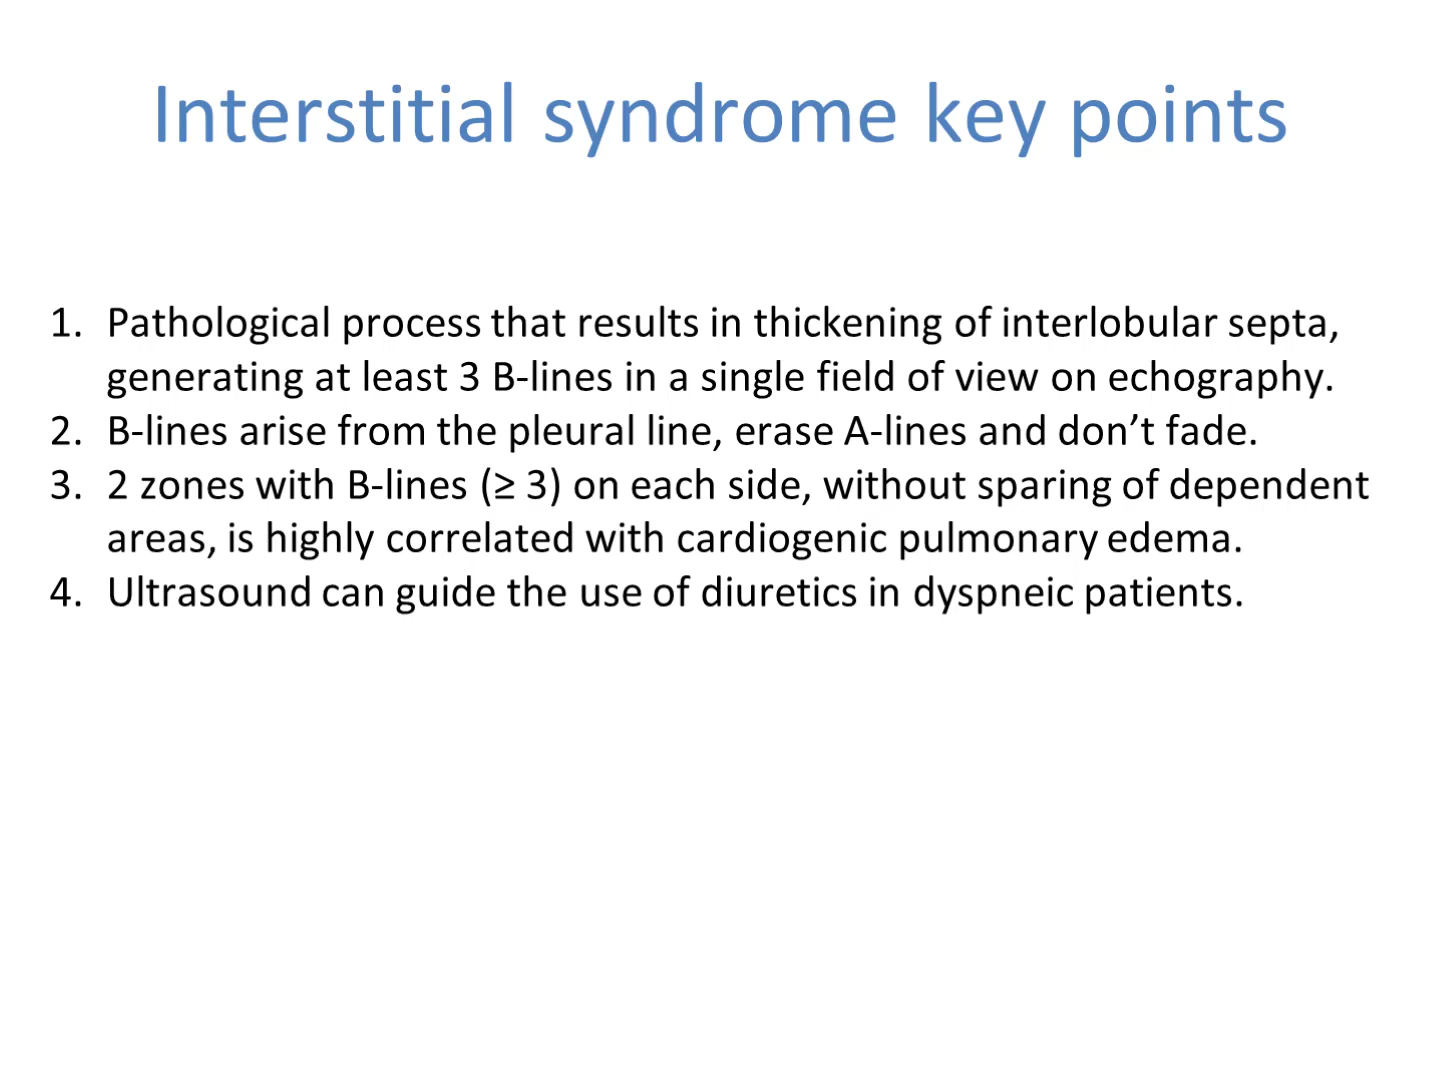 Interstitial syndrome key points
1. Pathological process that results in thickening of interlobular septa,
generating at least 3 B-lines in a single field of view on echography.
2. B-lines arise from the pleural line, erase A-lines and don’t fade.
3. 2 zones with B-lines (≥ 3) on each side, without sparing of dependent
areas, is highly correlated with cardiogenic pulmonary edema.
4. Ultrasound can guide the use of diuretics in dyspneic patients.